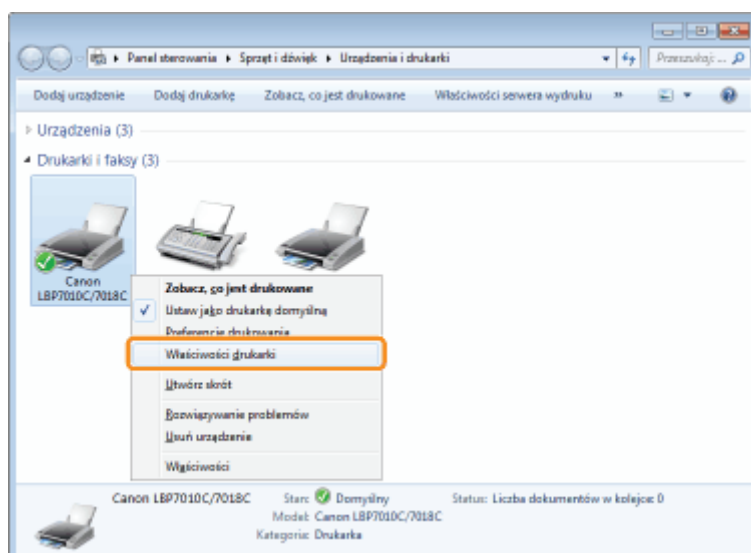 Panel sterowania ▸ Sprzęt i dźwięk ▸ Urządzenia i drukarki
Przeszukaj: ...
Dodaj urządzenie Dodaj drukarkę Zobacz, co jest drukowane Właściwości serwera wydruku »
Urządzenia (3)
Drukarki i faksy (3)
Canon
LBP7010C/7018C
Zobacz, co jest drukowane
Ustaw jako drukarkę domyślną
Preferencje drukowania
Właściwości drukarki
Utwórz skrót
Rozwiązywanie problemów
Usuń urządzenie
Właściwości
Canon LBP7010C/7018C Stan: Domyślny Status: Liczba dokumentów w kolejce: 0
Model: Canon LBP7010C/7018C
Kategoria: Drukarka